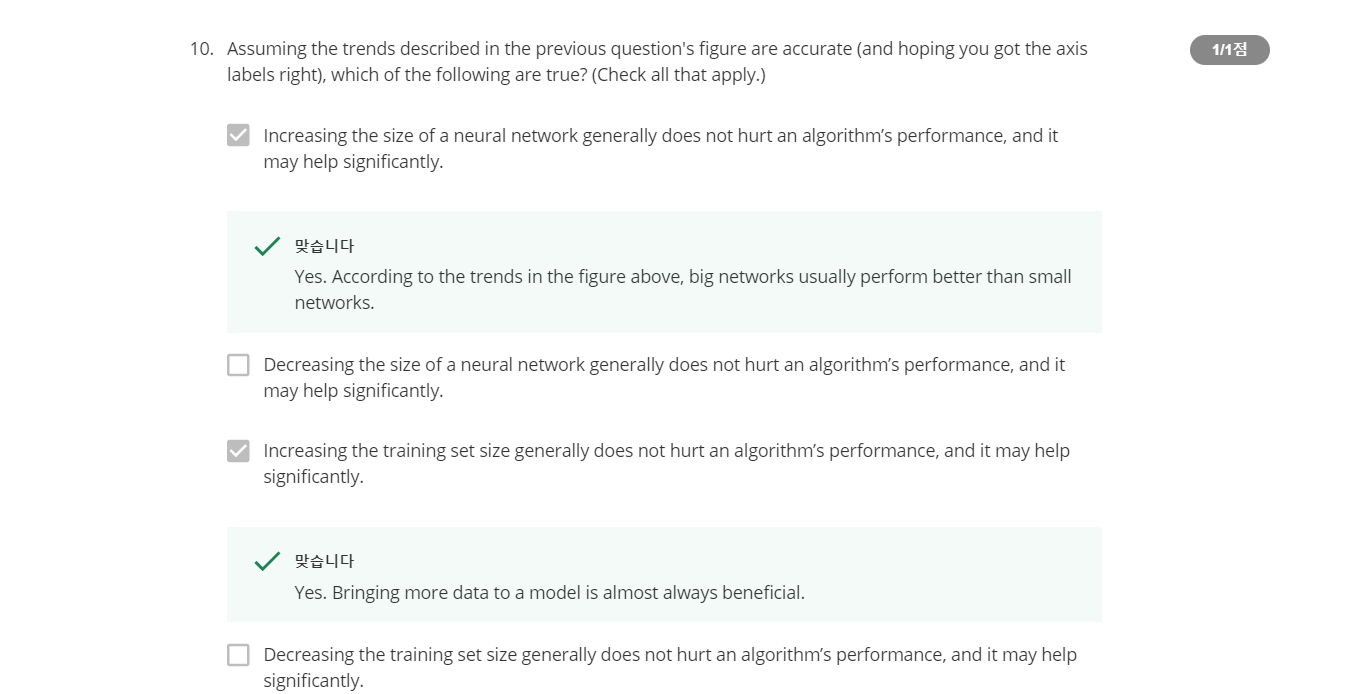 10. Assuming the trends described in the previous question's figure are accurate (and hoping you got the axis
labels right), which of the following are true? (Check all that apply.)
1/1점
Increasing the size of a neural network generally does not hurt an algorithm’s performance, and it
may help significantly.
맞습니다
Yes. According to the trends in the figure above, big networks usually perform better than small
networks.
Decreasing the size of a neural network generally does not hurt an algorithm’s performance, and it
may help significantly.
Increasing the training set size generally does not hurt an algorithm’s performance, and it may help
significantly.
맞습니다
Yes. Bringing more data to a model is almost always beneficial.
Decreasing the training set size generally does not hurt an algorithm’s performance, and it may help
significantly.